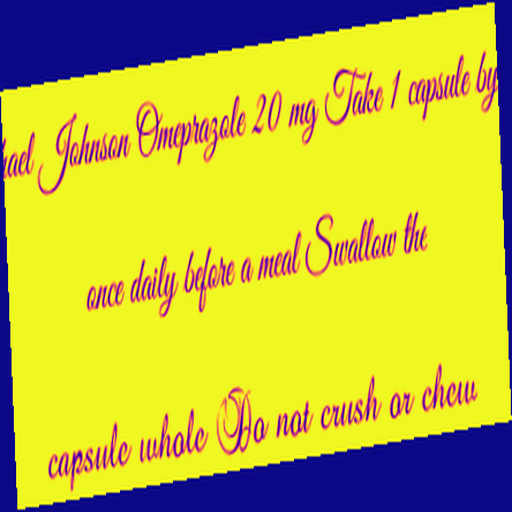 Johnson Omeprazole 20 mg Take 1 capsule by
once daily before a meal Swallow the
capsule whole Do not crush or chew